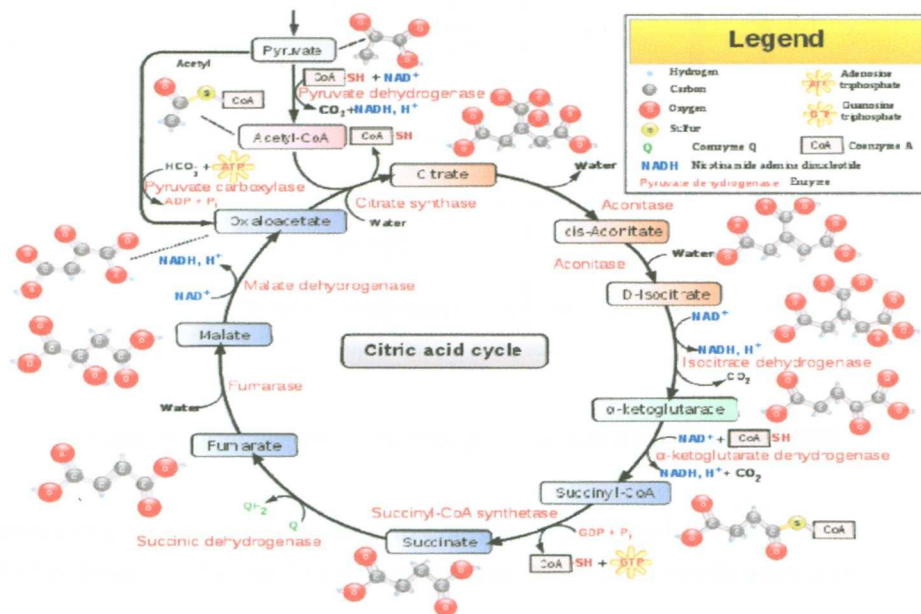 Pyruvate
Acetyl
CoA-SH + NAD⁺
Pyruvate dehydrogenase
CO₂+NADH, H⁺
S CoA
Acetyl-CoA
CoA SH
HCO₃ + ATP
Pyruvate carboxylase
ADP + Pᵢ
Citrate
Citrate synthase
Water
Oxaloacetate
Water
Aconitase
cis-Aconitate
Aconitase
Water
D-Isocitrate
NAD⁺
NADH, H⁺
Isocitrate dehydrogenase
CO₂
α-ketoglutarate
NAD⁺ + CoA SH
α-ketoglutarate dehydrogenase
NADH, H⁺ + CO₂
Succinyl-CoA
S CoA
Succinyl-CoA synthetase
GDP + Pᵢ
CoA-SH + GTP
Succinate
QH₂
Q
Succinic dehydrogenase
Fumarate
Water
Fumarase
Malate
NAD⁺
Malate dehydrogenase
NADH, H⁺
Citric acid cycle
Legend
Hydrogen
Carbon
Oxygen
S Sulfur
Q Coenzyme Q
NADH Nicotinamide adenine dinucleotide
Pyruvate dehydrogenase Enzyme
ATP Adenosine triphosphate
GTP Guanosine triphosphate
CoA Coenzyme A